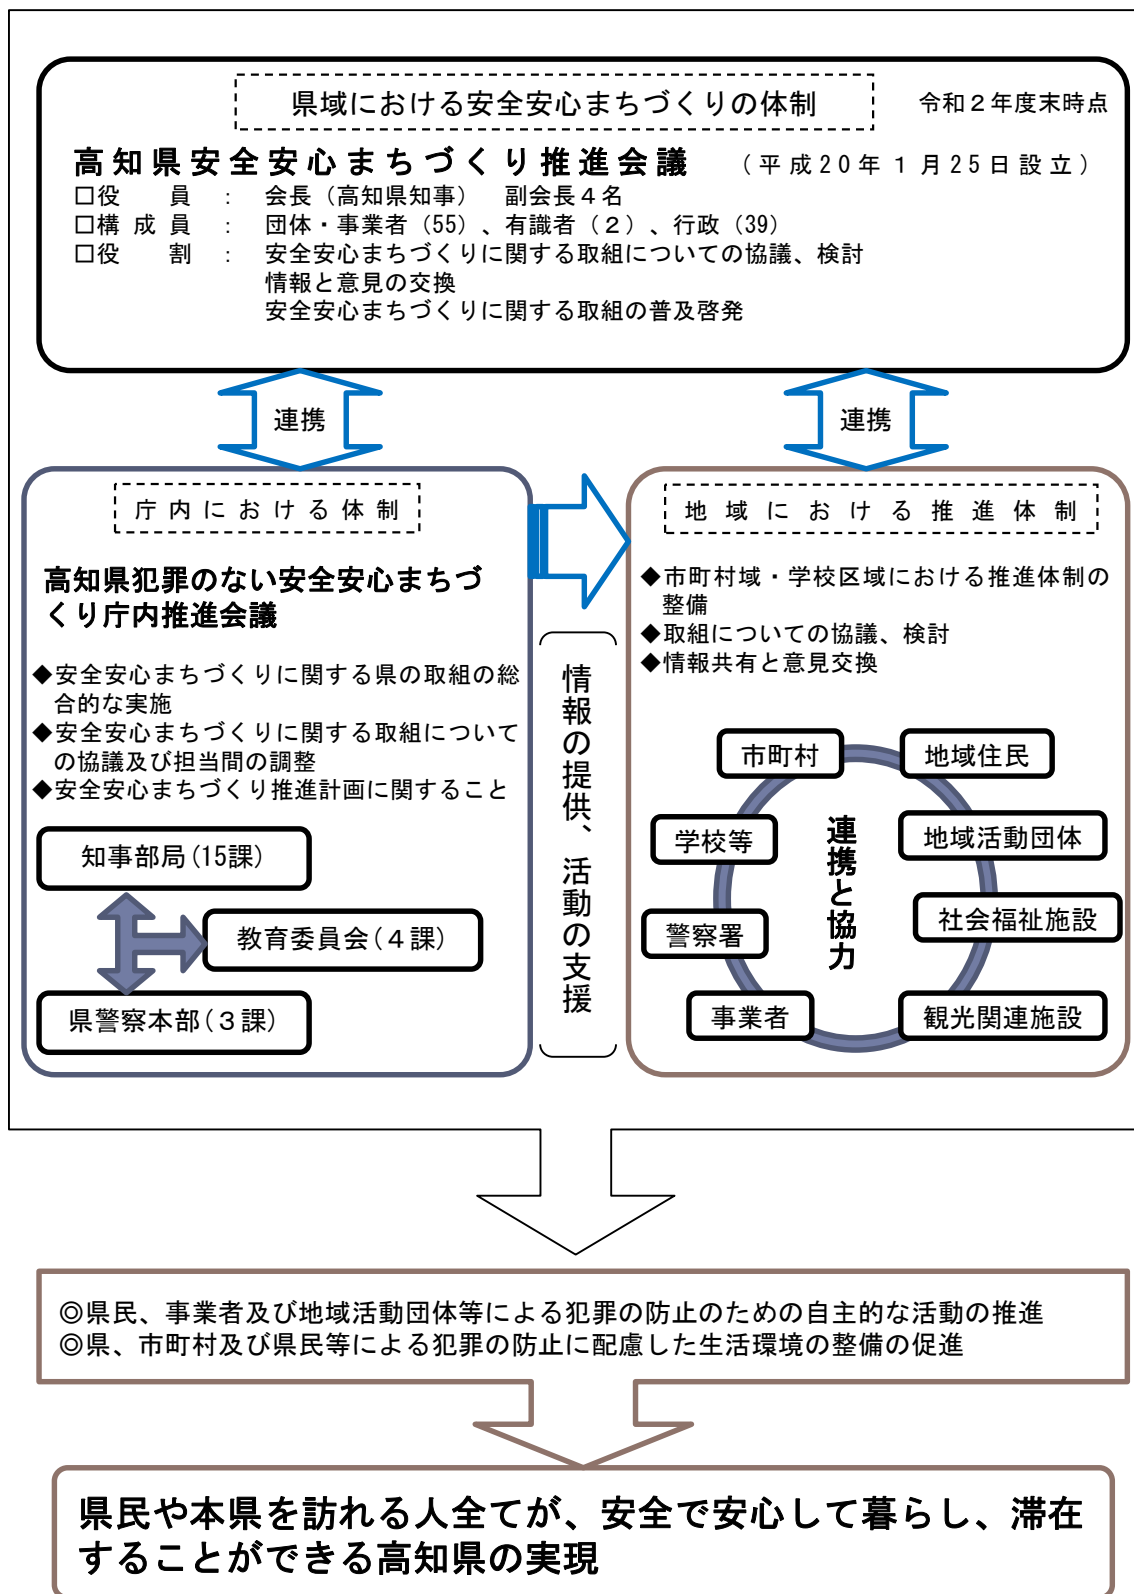 県域における安全安心まちづくりの体制
令和２年度末時点
高知県安全安心まちづくり推進会議 （平成20年１月25日設立）
□役　員 ： 会長（高知県知事） 副会長４名
□構成員 ： 団体・事業者（55）、有識者（２）、行政（39）
□役　割 ： 安全安心まちづくりに関する取組についての協議、検討
情報と意見の交換
安全安心まちづくりに関する取組の普及啓発
連携
連携
庁内における体制
高知県犯罪のない安全安心まちづ
くり庁内推進会議
◆安全安心まちづくりに関する県の取組の総
合的な実施
◆安全安心まちづくりに関する取組について
の協議及び担当間の調整
◆安全安心まちづくり推進計画に関すること
知事部局(15課)
教育委員会(４課)
県警察本部(３課)
情報の提供、活動の支援
地域における推進体制
◆市町村域・学校区域における推進体制の
整備
◆取組についての協議、検討
◆情報共有と意見交換
市町村
地域住民
学校等
地域活動団体
警察署
社会福祉施設
事業者
観光関連施設
連携と協力
◎県民、事業者及び地域活動団体等による犯罪の防止のための自主的な活動の推進
◎県、市町村及び県民等による犯罪の防止に配慮した生活環境の整備の促進
県民や本県を訪れる人全てが、安全で安心して暮らし、滞在
することができる高知県の実現